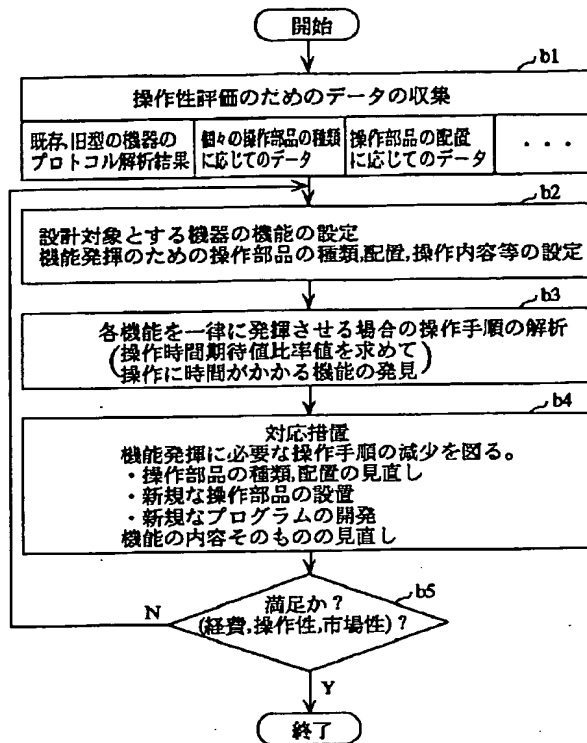 開始
b1
操作性評価のためのデータの収集
既存,旧型の機器の
プロトコル解析結果
個々の操作部品の種類
に応じてのデータ
操作部品の配置
に応じてのデータ
・・・
b2
設計対象とする機器の機能の設定
機能発揮のための操作部品の種類,配置,操作内容等の設定
b3
各機能を一律に発揮させる場合の操作手順の解析
(操作時間期待値比率値を求めて
操作に時間がかかる機能の発見)
b4
対応措置
機能発揮に必要な操作手順の減少を図る。
・操作部品の種類,配置の見直し
・新規な操作部品の設置
・新規なプログラムの開発
機能の内容そのものの見直し
b5
満足か?
(経費,操作性,市場性)?
N
Y
終了